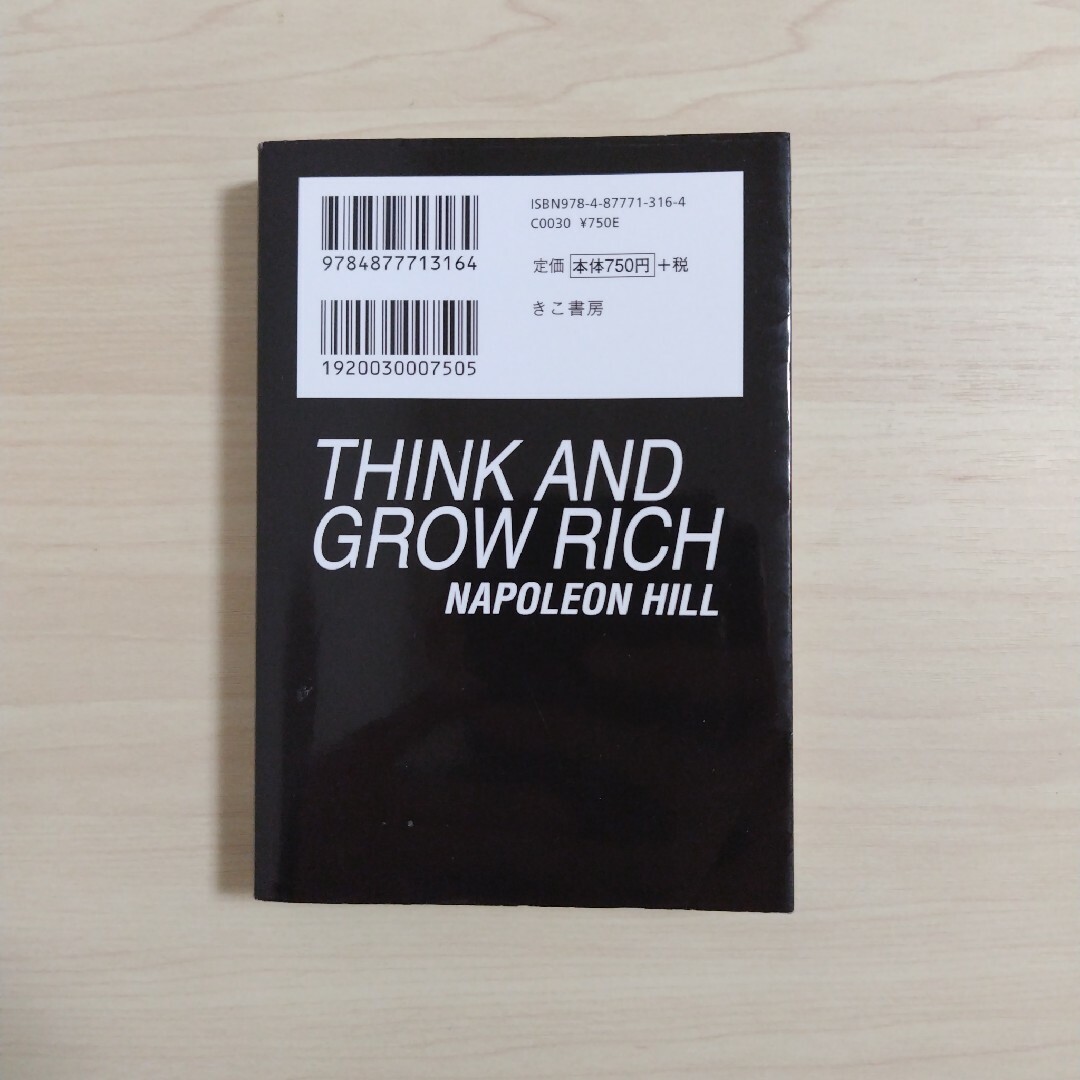 9784877713164
1920030007505
ISBN978-4-87771-316-4
C0030 ¥750E
定価 本体750円 +税
きこ書房
THINK AND
GROW RICH
NAPOLEON HILL